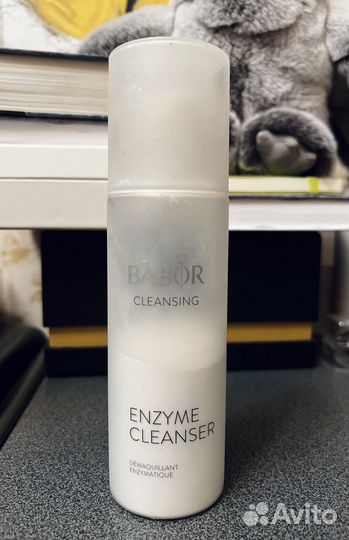 BABOR
CLEANSING
ENZYME
CLEANSER
DÉMAQUILLANT
ENZYMATIQUE
Avito